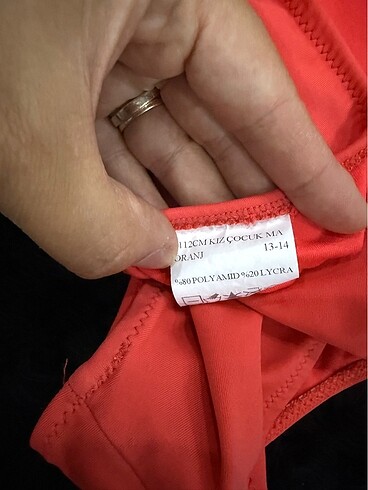 112CM KIZ ÇOCUK MA
ORANJ 13-14
%80 POLYAMID %20 LYCRA